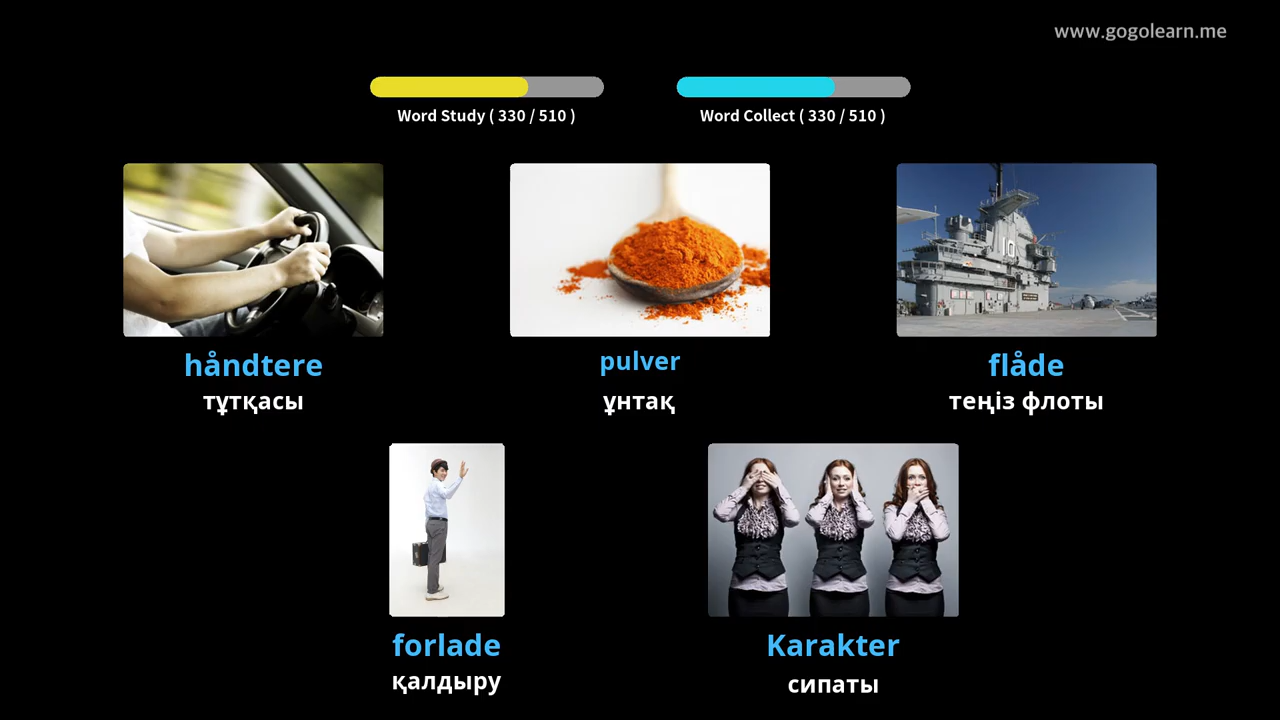 www.gogolearn.me
Word Study ( 330 / 510 )
Word Collect ( 330 / 510 )
10
håndtere
тұтқасы
pulver
ұнтақ
flåde
теңіз флоты
forlade
қалдыру
Karakter
сипаты